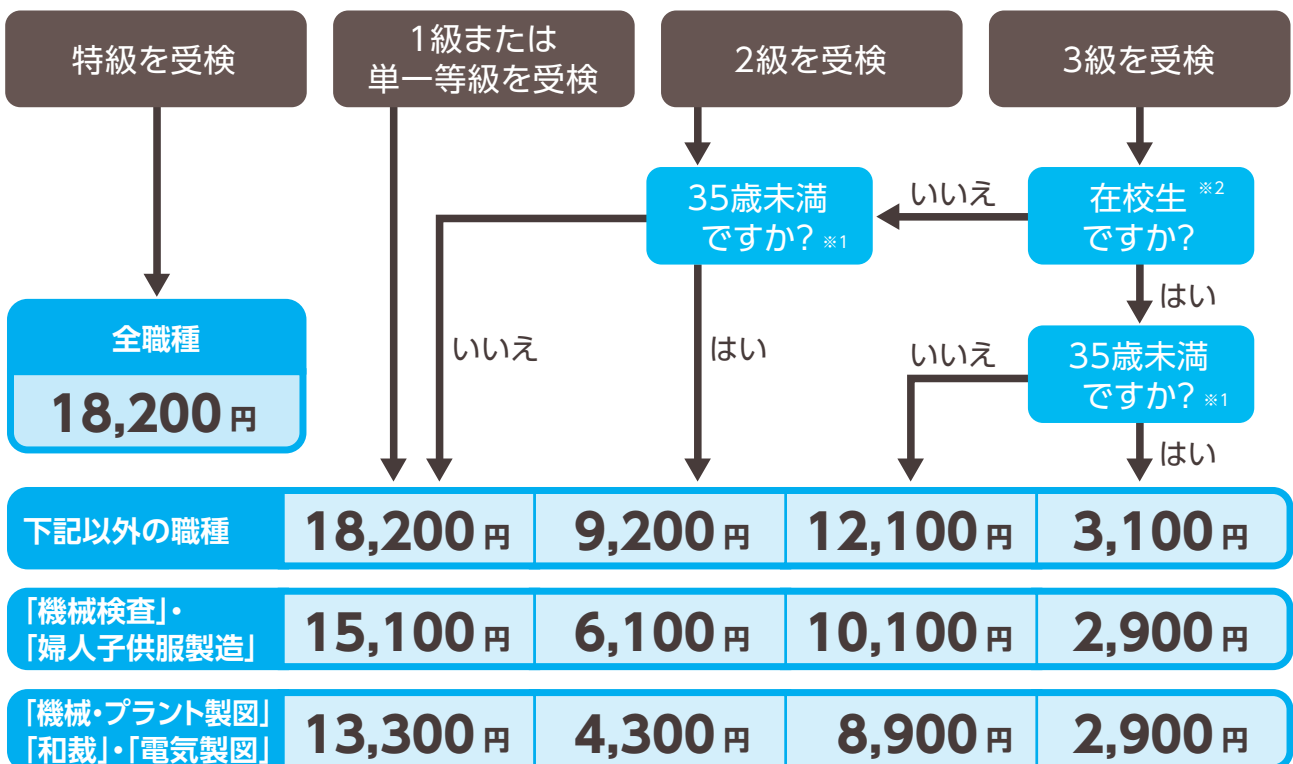 特級を受検
1級または
単一等級を受検
2級を受検
3級を受検
35歳未満
ですか?※1
いいえ
在校生※2
ですか?
はい
全職種
18,200円
いいえ
はい
いいえ
35歳未満
ですか?※1
はい
下記以外の職種
18,200円
9,200円
12,100円
3,100円
「機械検査」・
「婦人子供服製造」
15,100円
6,100円
10,100円
2,900円
「機械・プラント製図」
「和裁」・「電気製図」
13,300円
4,300円
8,900円
2,900円